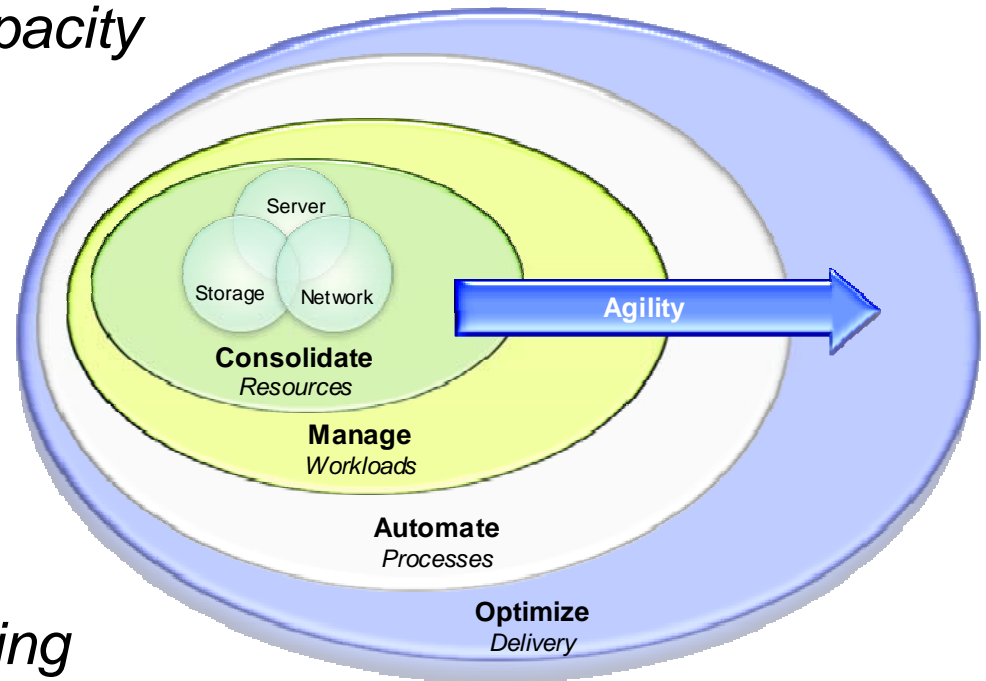 pacity
Server
Storage
Network
Agility
Consolidate
Resources
Manage
Workloads
Automate
Processes
Optimize
Delivery
ing